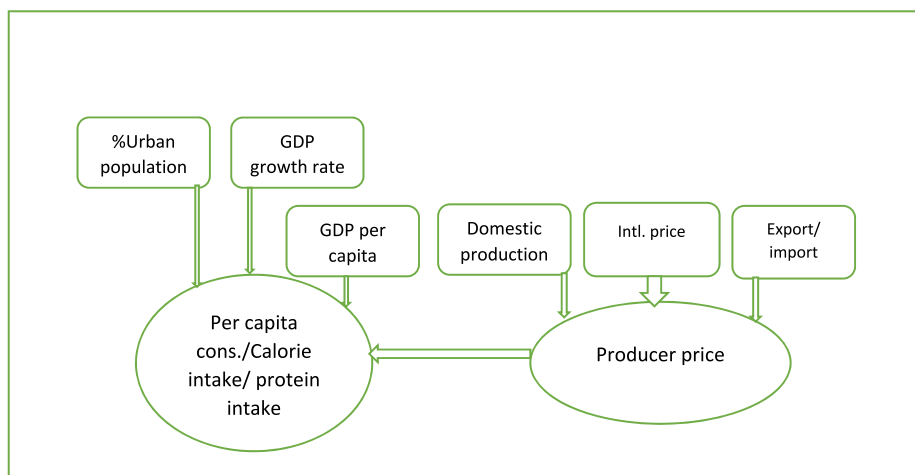 %Urban
population
GDP
growth rate
GDP per
capita
Domestic
production
Intl. price
Export/
import
Per capita
cons./Calorie
intake/ protein
intake
Producer price